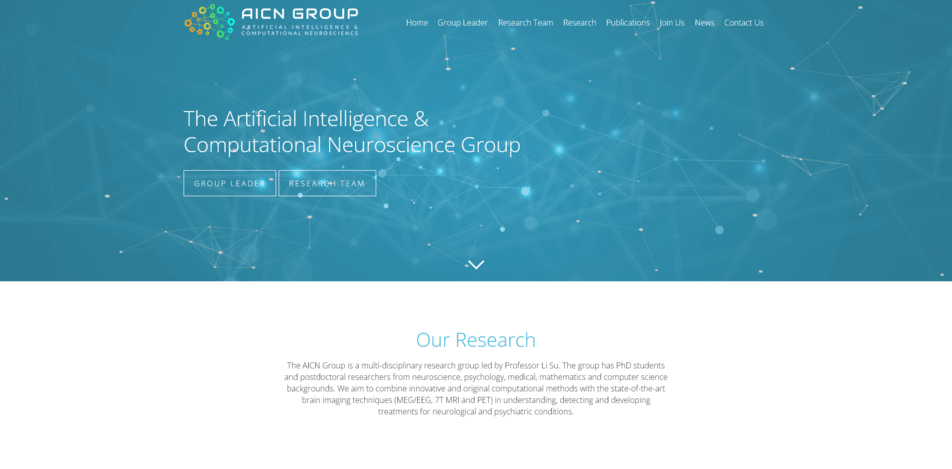 AICN GROUP
ARTIFICIAL INTELLIGENCE &
COMPUTATIONAL NEUROSCIENCE
Home Group Leader Research Team Research Publications Join Us News Contact Us
The Artificial Intelligence &
Computational Neuroscience Group
GROUP LEADER RESEARCH TEAM
Our Research
The AICN Group is a multi-disciplinary research group led by Professor Li Su. The group has PhD students
and postdoctoral researchers from neuroscience, psychology, medical, mathematics and computer science
backgrounds. We aim to combine innovative and original computational methods with the state-of-the-art
brain imaging techniques (MEG/EEG, 7T MRI and PET) in understanding, detecting and developing
treatments for neurological and psychiatric conditions.